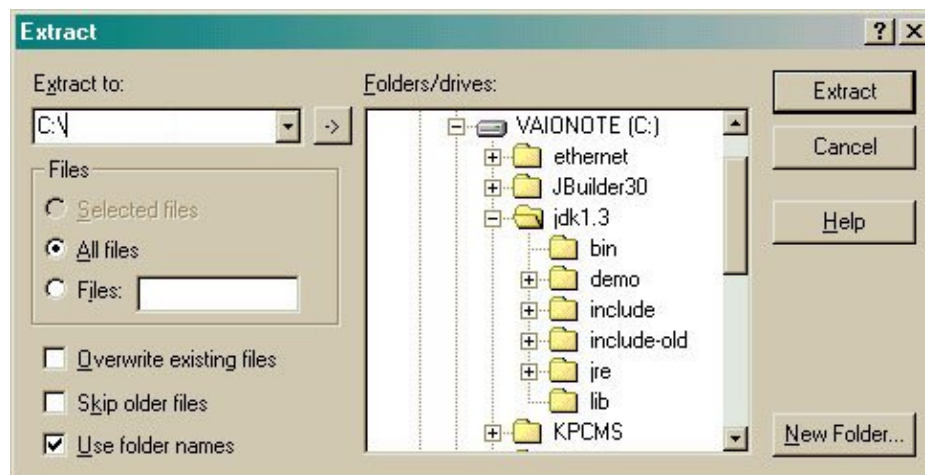 Extract
Extract to:
C:\
->
Files
Selected files
All files
Files:
Overwrite existing files
Skip older files
Use folder names
Folders/drives:
VAIONOTE (C:)
ethernet
JBuilder30
jdk1.3
bin
demo
include
include-old
jre
lib
KPCMS
Extract
Cancel
Help
New Folder...